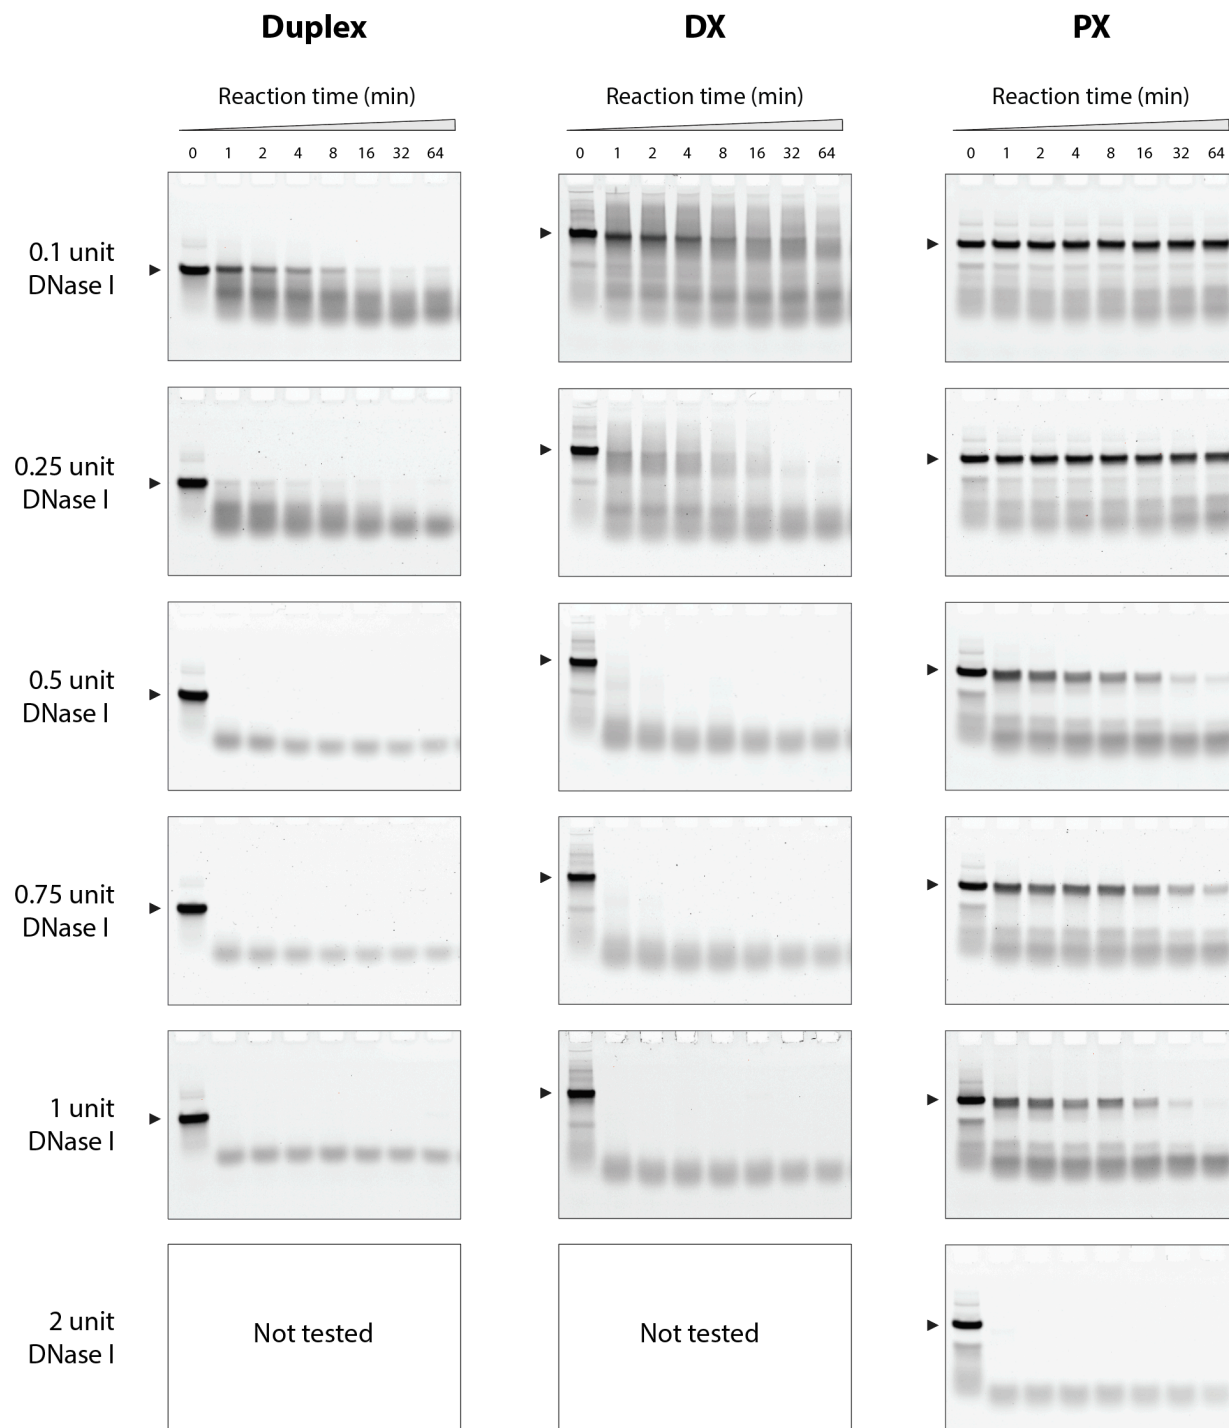 Duplex DX PX
Reaction time (min) Reaction time (min) Reaction time (min)
0 1 2 4 8 16 32 64 0 1 2 4 8 16 32 64 0 1 2 4 8 16 32 64
0.1 unit
DNase I
0.25 unit
DNase I
0.5 unit
DNase I
0.75 unit
DNase I
1 unit
DNase I
2 unit
DNase I
Not tested Not tested